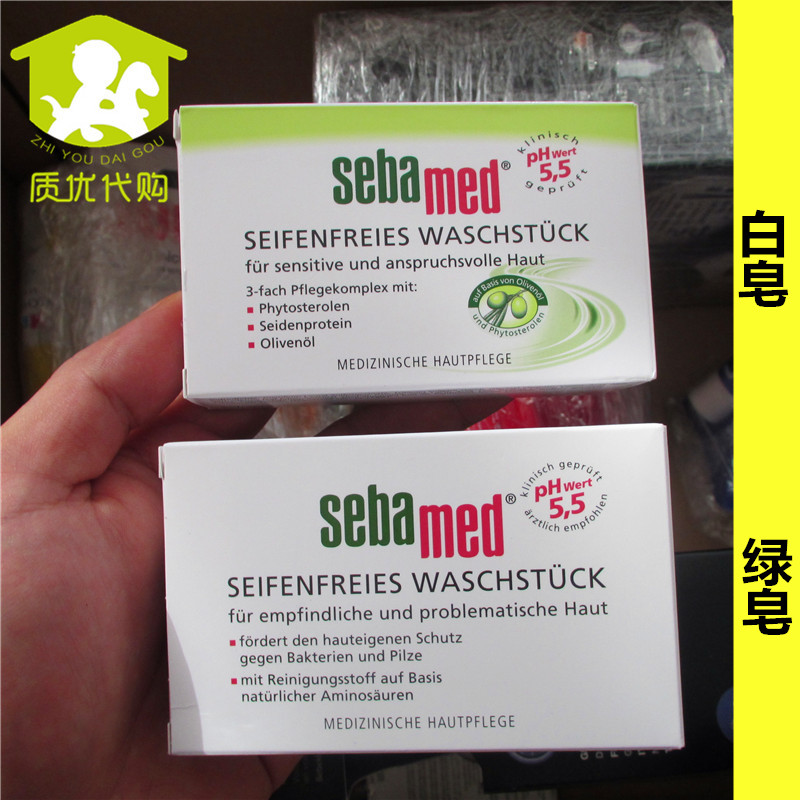 ZHI YOU DAI GOU
质优代购
sebamed®
klinisch geprüft
pH Wert
5,5
SEIFENFREIES WASCHSTÜCK
für sensitive und anspruchsvolle Haut
3-fach Pflegekomplex mit:
Phytosterolen
Seidenprotein
Olivenöl
auf Basis von Olivenöl
und Phytosterolen
MEDIZINISCHE HAUTPFLEGE
白皂
sebamed®
klinisch geprüft
pH Wert
5,5
ärztlich empfohlen
SEIFENFREIES WASCHSTÜCK
für empfindliche und problematische Haut
fördert den hauteigenen Schutz
gegen Bakterien und Pilze
mit Reinigungsstoff auf Basis
natürlicher Aminosäuren
MEDIZINISCHE HAUTPFLEGE
绿皂